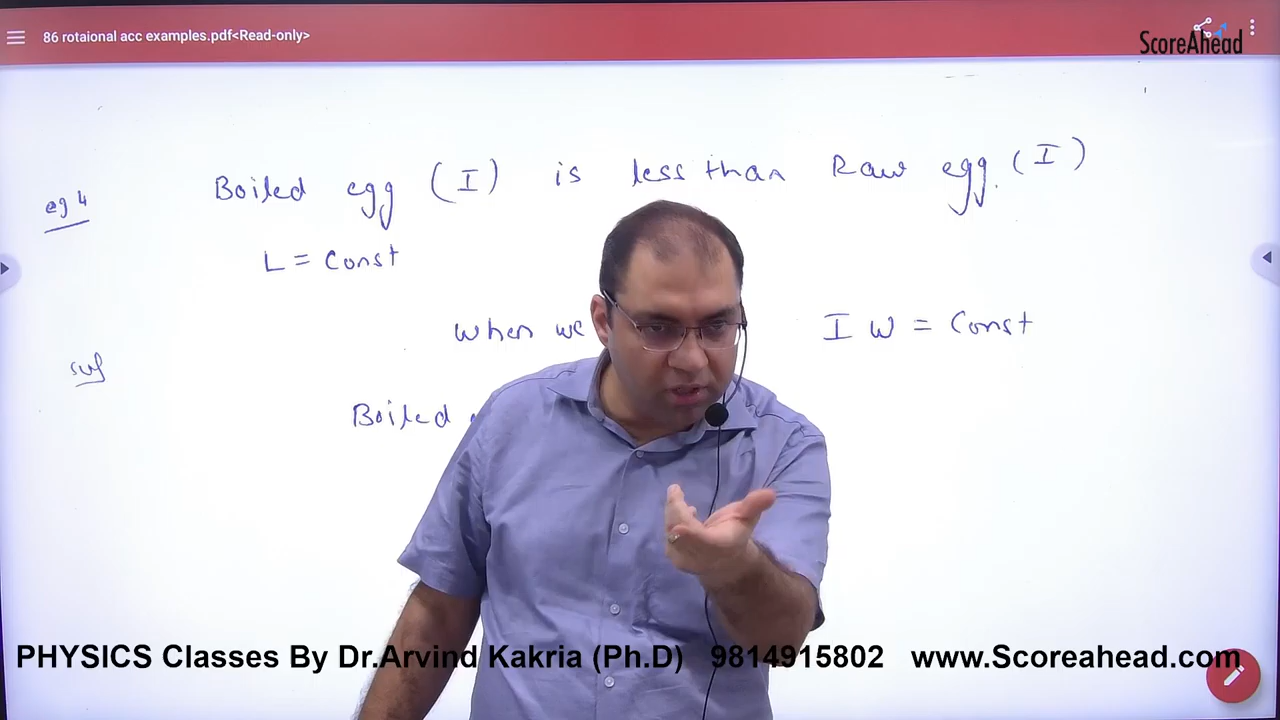 86 rotaional acc examples.pdf<Read-only>
ScoreAhead
eg 4
Boiled egg (I) is less than Raw egg. (I)
L = Const
When we
I W = Const
Boiled
PHYSICS Classes By Dr.Arvind Kakria (Ph.D) 9814915802 www.Scoreahead.com